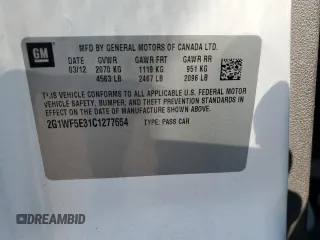 GM
MFD BY GENERAL MOTORS OF CANADA LTD.
DATE GVWR GAWR FRT GAWR RR
03/12 2070 KG 1119 KG 951 KG
4563 LB 2467 LB 2096 LB
THIS VEHICLE CONFORMS TO ALL APPLICABLE U.S. FEDERAL MOTOR
VEHICLE SAFETY, BUMPER, AND THEFT PREVENTION STANDARDS
IN EFFECT ON THE DATE OF MANUFACTURE SHOWN ABOVE.
2G1WF5E31C1277654 TYPE: PASS CAR
DREAMBID